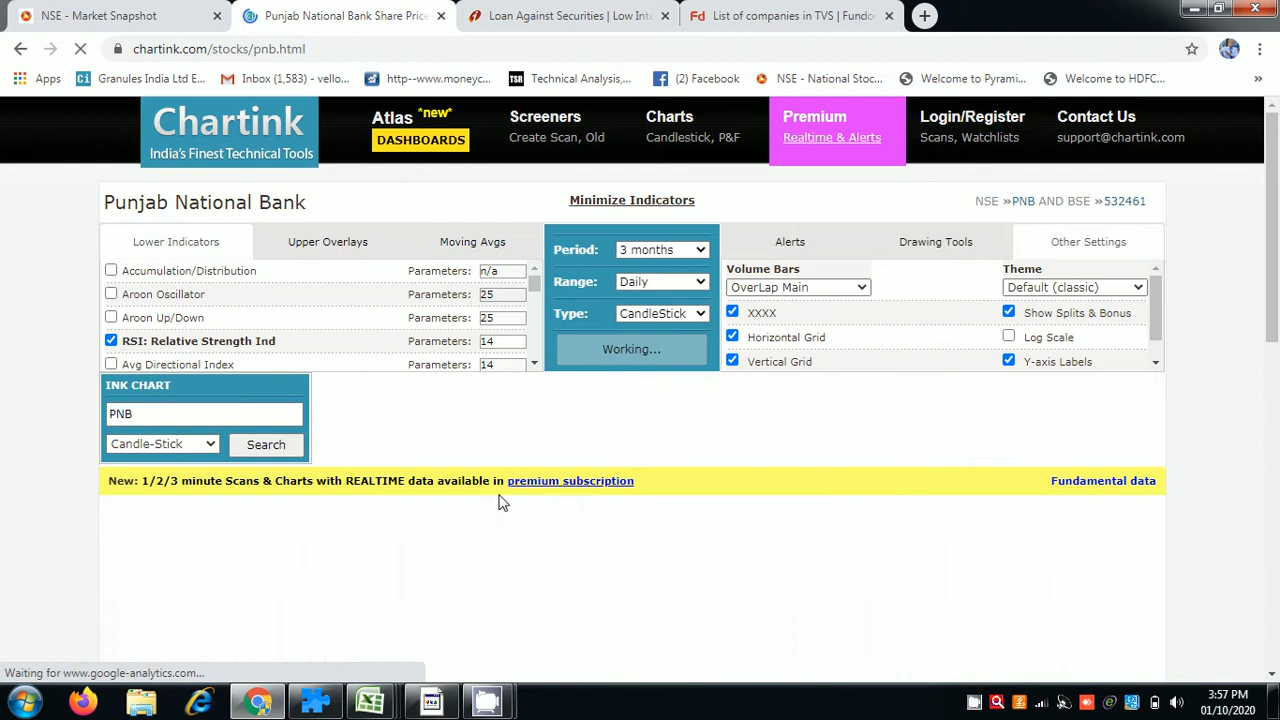 NSE - Market Snapshot
Punjab National Bank Share Price
Loan Against Securities | Low Inte
Fd List of companies in TVS | Fundoo
chartink.com/stocks/pnb.html
Apps
Ci Granules India Ltd E...
Inbox (1,583) - vello...
http--www.moneyc...
TSR Technical Analysis,...
(2) Facebook
NSE - National Stoc...
Welcome to Pyrami...
Welcome to HDFC...
»
Chartink
India's Finest Technical Tools
Atlas *new*
DASHBOARDS
Screeners
Create Scan, Old
Charts
Candlestick, P&F
Premium
Realtime & Alerts
Login/Register
Scans, Watchlists
Contact Us
support@chartink.com
Punjab National Bank
Minimize Indicators
NSE »PNB AND BSE »532461
Lower Indicators
Upper Overlays
Moving Avgs
Accumulation/Distribution Parameters: n/a
Aroon Oscillator Parameters: 25
Aroon Up/Down Parameters: 25
RSI: Relative Strength Ind Parameters: 14
Avg Directional Index Parameters: 14
Period: 3 months
Range: Daily
Type: CandleStick
Working...
Alerts
Drawing Tools
Other Settings
Volume Bars
OverLap Main
XXXX
Horizontal Grid
Vertical Grid
Theme
Default (classic)
Show Splits & Bonus
Log Scale
Y-axis Labels
INK CHART
PNB
Candle-Stick
Search
New: 1/2/3 minute Scans & Charts with REALTIME data available in premium subscription
Fundamental data
Waiting for www.google-analytics.com...
3:57 PM
01/10/2020